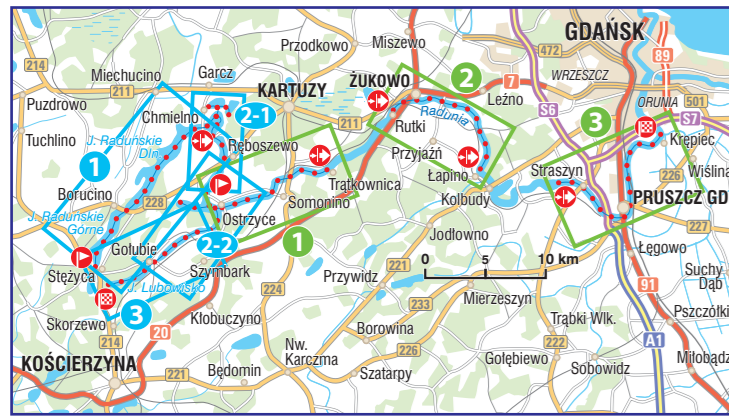 GDAŃSK
Miszewo
Przodkowo
472
89
214
211
Miechucino
Garcz
KARTUZY
ŻUKOWO
2
7
WRZESZCZ
Puzdrowo
Leźno
S6
ORUNIA
501
Chmielno
2-1
211
Radunia
3
S7
Tuchlino
J. Raduńskie Dln.
Rutki
Krępiec
1
Ręboszewo
Przyjaźń
Straszyn
226
Wiślina
Trątkownica
Łapino
Borucino
228
Somonino
Kolbudy
PRUSZCZ GD
J. Raduńskie Górne
Ostrzyce
227
2-2
1
Jodłowno
Gołubie
0 5 10 km
Łęgowo
Stężyca
Szymbark
221
Suchy Dąb
J. Lubowisko
224
Przywidz
91
3
Kłobuczyno
233
Mierzeszyn
Skorzewo
20
Borowina
Trąbki Wlk.
Pszczółki
214
Nw. Karczma
226
222
A1
KOŚCIERZYNA
Gołębiewo
Miłobądz
221
Będomin
Szatarpy
Sobowidz